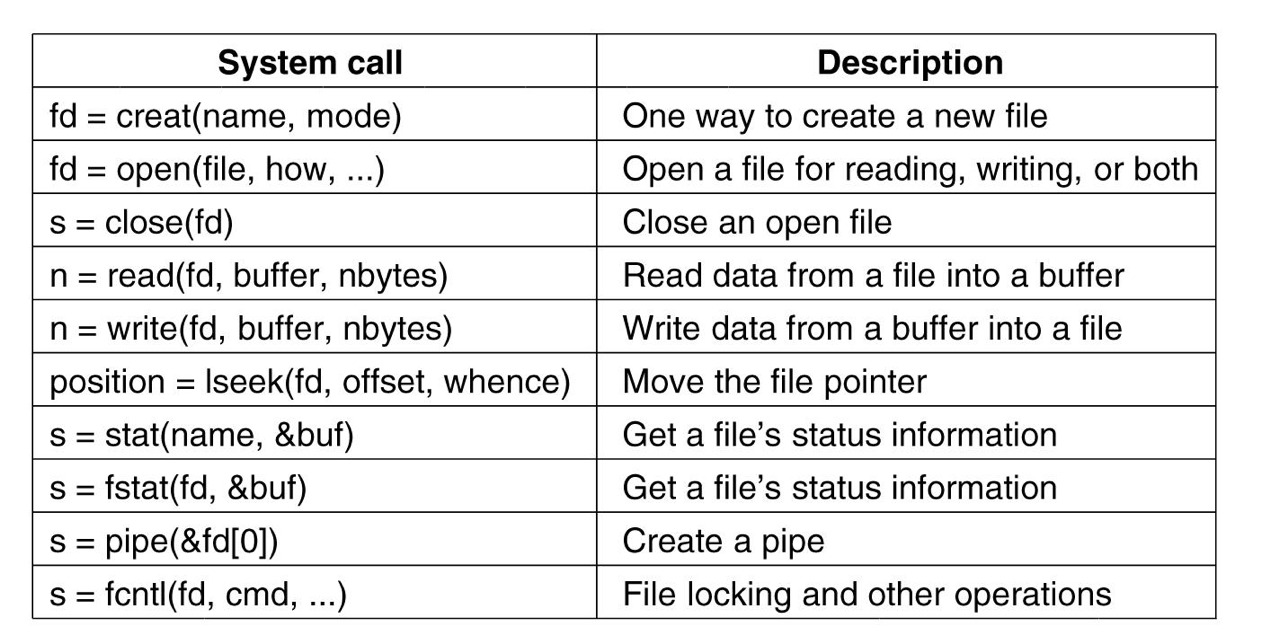 System call Description
fd = creat(name, mode) One way to create a new file
fd = open(file, how, ...) Open a file for reading, writing, or both
s = close(fd) Close an open file
n = read(fd, buffer, nbytes) Read data from a file into a buffer
n = write(fd, buffer, nbytes) Write data from a buffer into a file
position = lseek(fd, offset, whence) Move the file pointer
s = stat(name, &buf) Get a file’s status information
s = fstat(fd, &buf) Get a file’s status information
s = pipe(&fd[0]) Create a pipe
s = fcntl(fd, cmd, ...) File locking and other operations